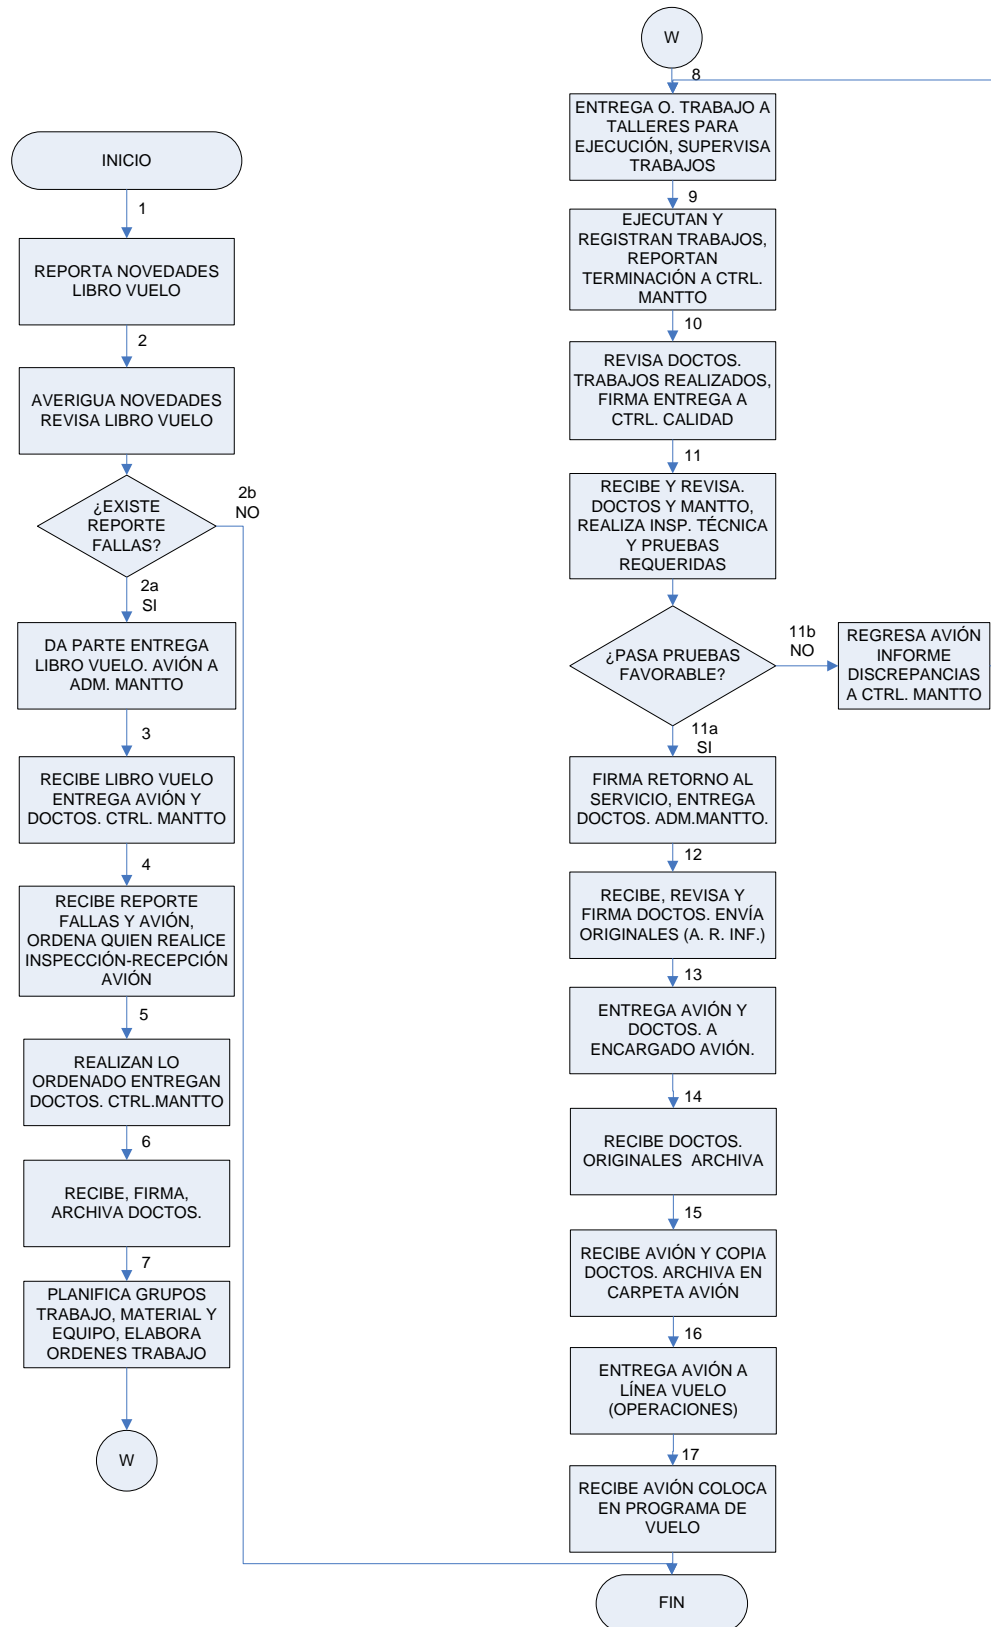 INICIO
1
REPORTA NOVEDADES
LIBRO VUELO
2
AVERIGUA NOVEDADES
REVISA LIBRO VUELO
¿EXISTE
REPORTE
FALLAS?
2b
NO
2a
SI
DA PARTE ENTREGA
LIBRO VUELO. AVIÓN A
ADM. MANTTO
3
RECIBE LIBRO VUELO
ENTREGA AVIÓN Y
DOCTOS. CTRL. MANTTO
4
RECIBE REPORTE
FALLAS Y AVIÓN,
ORDENA QUIEN REALICE
INSPECCIÓN-RECEPCIÓN
AVIÓN
5
REALIZAN LO
ORDENADO ENTREGAN
DOCTOS. CTRL.MANTTO
6
RECIBE, FIRMA,
ARCHIVA DOCTOS.
7
PLANIFICA GRUPOS
TRABAJO, MATERIAL Y
EQUIPO, ELABORA
ORDENES TRABAJO
W
W
8
ENTREGA O. TRABAJO A
TALLERES PARA
EJECUCIÓN, SUPERVISA
TRABAJOS
9
EJECUTAN Y
REGISTRAN TRABAJOS,
REPORTAN
TERMINACIÓN A CTRL.
MANTTO
10
REVISA DOCTOS.
TRABAJOS REALIZADOS,
FIRMA ENTREGA A
CTRL. CALIDAD
11
RECIBE Y REVISA.
DOCTOS Y MANTTO,
REALIZA INSP. TÉCNICA
Y PRUEBAS
REQUERIDAS
¿PASA PRUEBAS
FAVORABLE?
11b
NO
REGRESA AVIÓN
INFORME
DISCREPANCIAS
A CTRL. MANTTO
11a
SI
FIRMA RETORNO AL
SERVICIO, ENTREGA
DOCTOS. ADM.MANTTO.
12
RECIBE, REVISA Y
FIRMA DOCTOS. ENVÍA
ORIGINALES (A. R. INF.)
13
ENTREGA AVIÓN Y
DOCTOS. A
ENCARGADO AVIÓN.
14
RECIBE DOCTOS.
ORIGINALES ARCHIVA
15
RECIBE AVIÓN Y COPIA
DOCTOS. ARCHIVA EN
CARPETA AVIÓN
16
ENTREGA AVIÓN A
LÍNEA VUELO
(OPERACIONES)
17
RECIBE AVIÓN COLOCA
EN PROGRAMA DE
VUELO
FIN